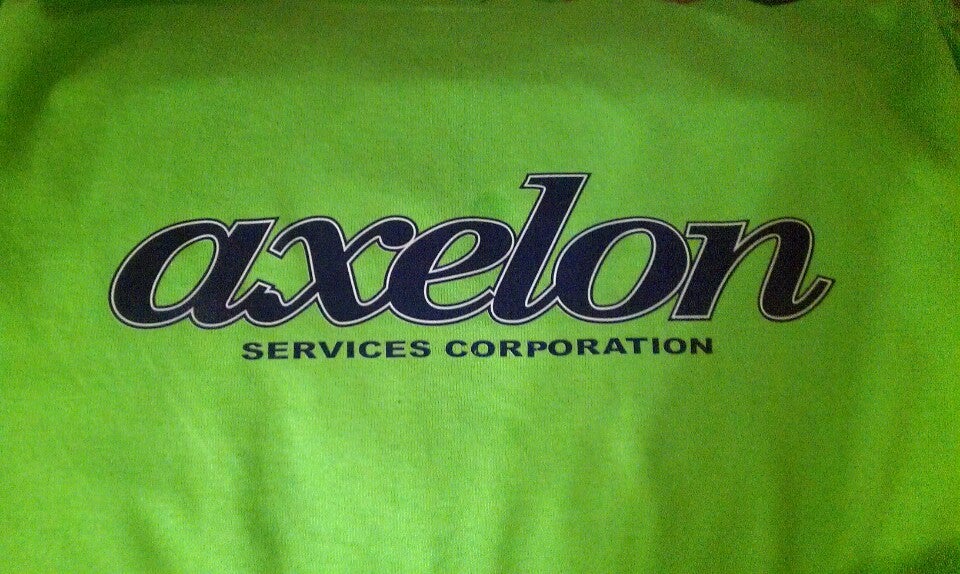 axelon
SERVICES CORPORATION